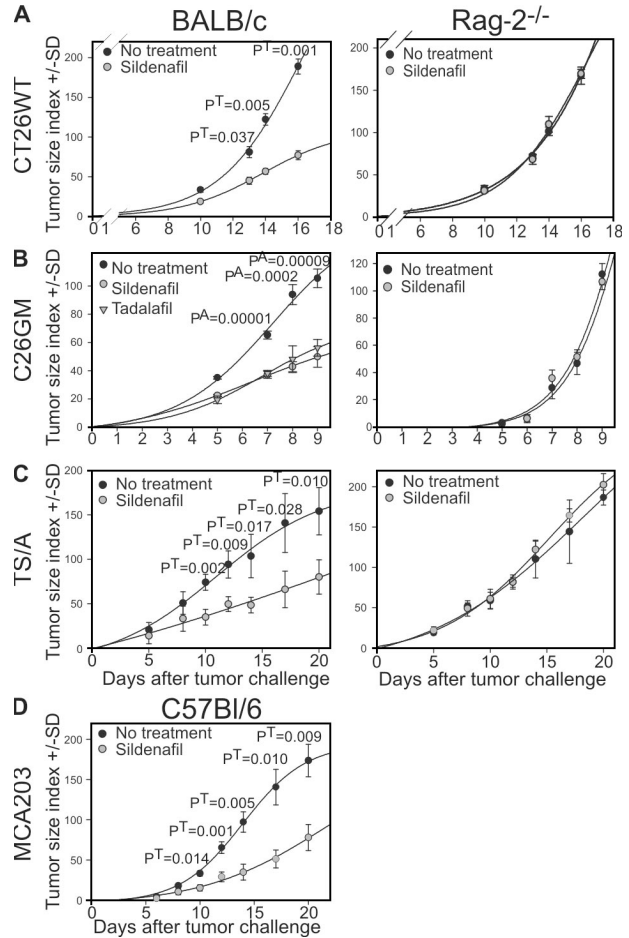 A BALB/c Rag-2-/-
CT26WT
Tumor size index +/-SD
No treatment
Sildenafil
PT=0.001
PT=0.005
PT=0.037
200
150
100
50
0
0 1 6 8 10 12 14 16 18
No treatment
Sildenafil
200
150
100
50
0
0 1 6 8 10 12 14 16 18
B
C26GM
Tumor size index +/-SD
No treatment
Sildenafil
Tadalafil
PA=0.00009
PA=0.0002
PA=0.00001
100
80
60
40
20
0
0 1 2 3 4 5 6 7 8 9
No treatment
Sildenafil
120
100
80
60
40
20
0
0 1 2 3 4 5 6 7 8 9
C
TS/A
Tumor size index +/-SD
No treatment
Sildenafil
PT=0.010
PT=0.028
PT=0.017
PT=0.009
PT=0.002
200
150
100
50
0
0 5 10 15 20
Days after tumor challenge
No treatment
Sildenafil
200
150
100
50
0
0 5 10 15 20
Days after tumor challenge
D C57Bl/6
MCA203
Tumor size index +/-SD
No treatment
Sildenafil
PT=0.009
PT=0.010
PT=0.005
PT=0.001
PT=0.014
200
150
100
50
0
0 5 10 15 20
Days after tumor challenge